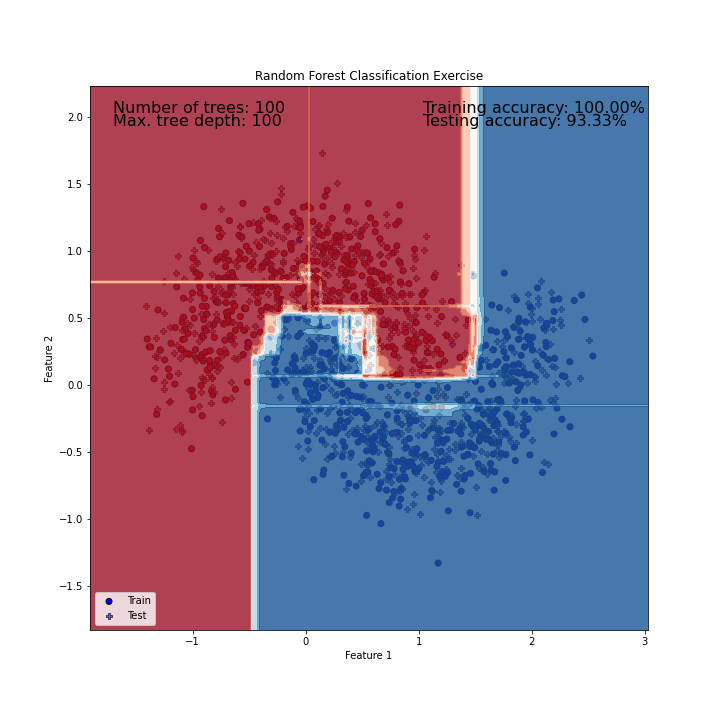 Random Forest Classification Exercise
Number of trees: 100
Max. tree depth: 100
Training accuracy: 100.00%
Testing accuracy: 93.33%
2.0
1.5
1.0
0.5
0.0
−0.5
−1.0
−1.5
Feature 2
Train
Test
−1
0
1
2
3
Feature 1